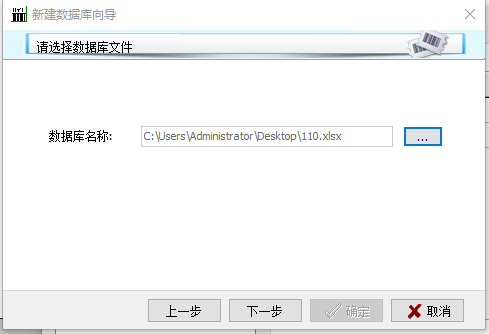 新建数据库向导
请选择数据库文件
数据库名称: C:\Users\Administrator\Desktop\110.xlsx ...
上一步 下一步 确定 取消